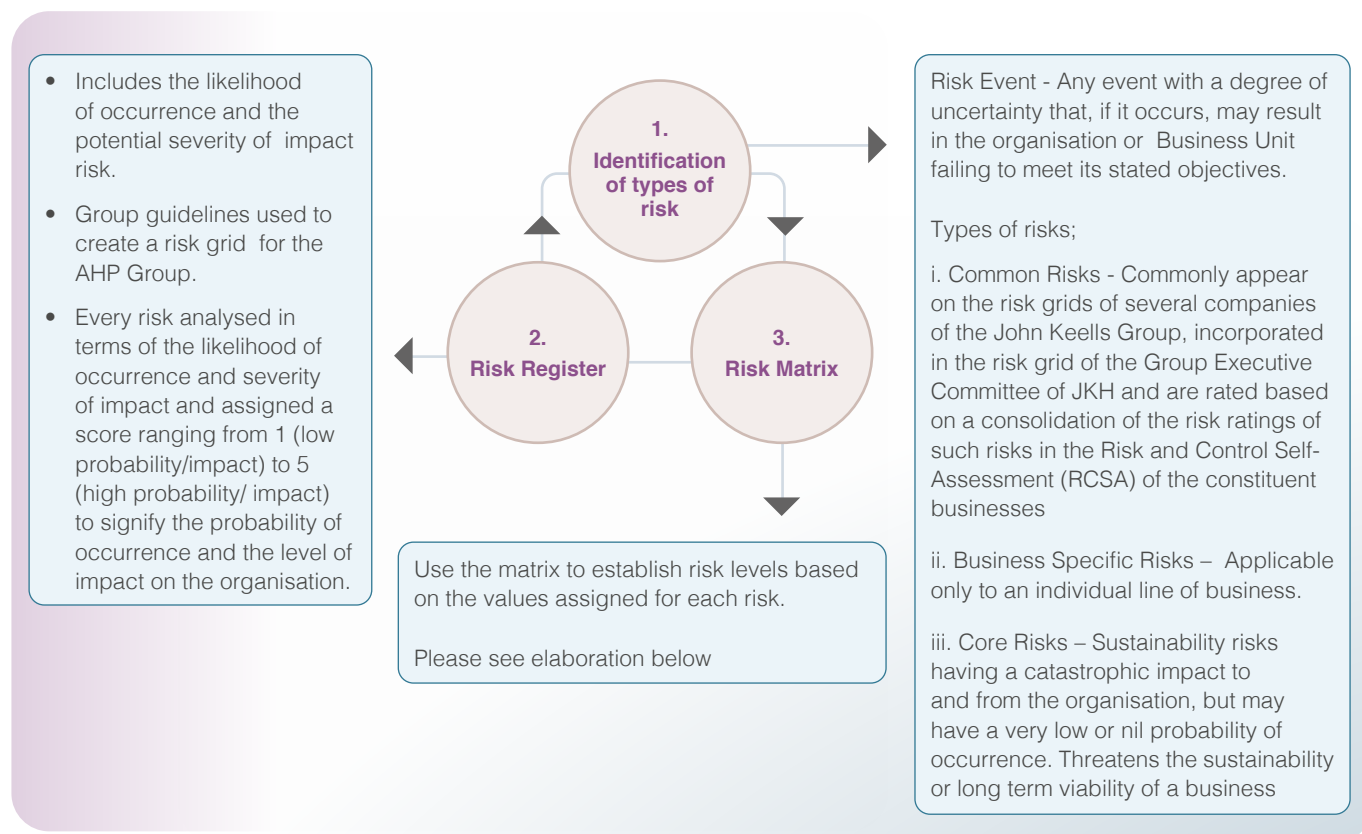 • Includes the likelihood
of occurrence and the
potential severity of impact
risk.
• Group guidelines used to
create a risk grid for the
AHP Group.
• Every risk analysed in
terms of the likelihood of
occurrence and severity
of impact and assigned a
score ranging from 1 (low
probability/impact) to 5
(high probability/ impact)
to signify the probability of
occurrence and the level of
impact on the organisation.
1.
Identification
of types of
risk
2.
Risk Register
3.
Risk Matrix
Use the matrix to establish risk levels based
on the values assigned for each risk.
Please see elaboration below
Risk Event - Any event with a degree of
uncertainty that, if it occurs, may result
in the organisation or Business Unit
failing to meet its stated objectives.
Types of risks;
i. Common Risks - Commonly appear
on the risk grids of several companies
of the John Keells Group, incorporated
in the risk grid of the Group Executive
Committee of JKH and are rated based
on a consolidation of the risk ratings of
such risks in the Risk and Control Self-
Assessment (RCSA) of the constituent
businesses
ii. Business Specific Risks – Applicable
only to an individual line of business.
iii. Core Risks – Sustainability risks
having a catastrophic impact to
and from the organisation, but may
have a very low or nil probability of
occurrence. Threatens the sustainability
or long term viability of a business